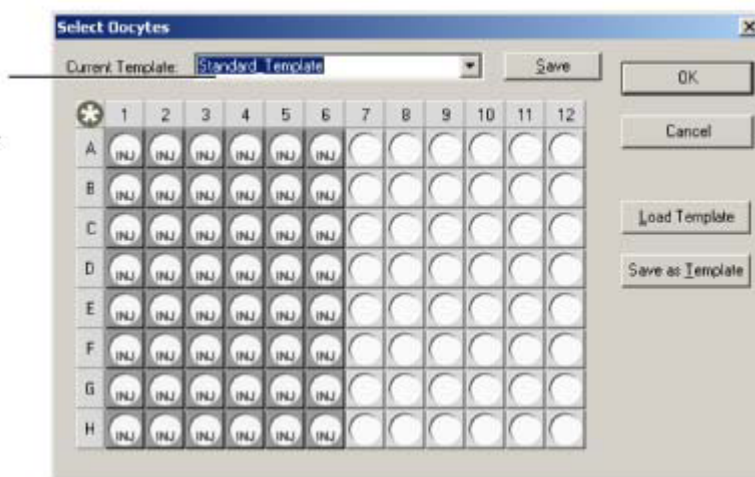 Select Oocytes
Current Template: Standard_Template Save
OK
Cancel
Load Template
Save as Template
1 2 3 4 5 6 7 8 9 10 11 12
A INJ INJ INJ INJ INJ INJ
B INJ INJ INJ INJ INJ INJ
C INJ INJ INJ INJ INJ INJ
D INJ INJ INJ INJ INJ INJ
E INJ INJ INJ INJ INJ INJ
F INJ INJ INJ INJ INJ INJ
G INJ INJ INJ INJ INJ INJ
H INJ INJ INJ INJ INJ INJ